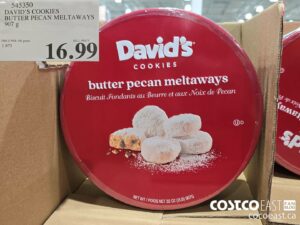 545350
DAVID'S COOKIES
BUTTER PECAN MELTAWAYS
907 g
16.99
David's
COOKIES
butter pecan meltaways
Biscuit Fondants au Beurre et aux Noix de Pecan
COSTCO EAST
cocoeast.ca